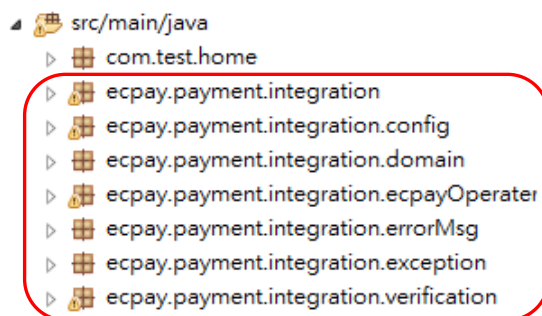 src/main/java
com.test.home
ecpay.payment.integration
ecpay.payment.integration.config
ecpay.payment.integration.domain
ecpay.payment.integration.ecpayOperater
ecpay.payment.integration.errorMsg
ecpay.payment.integration.exception
ecpay.payment.integration.verification